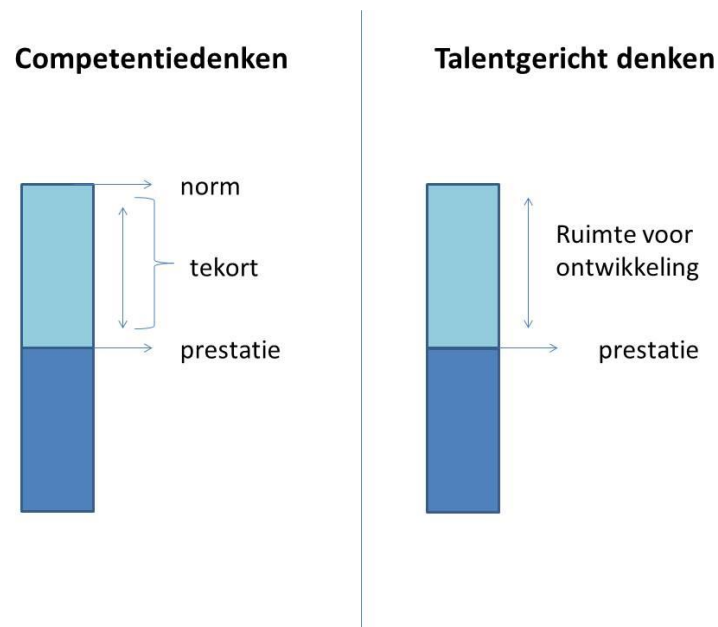 Competentiedenken
norm
tekort
prestatie
Talentgericht denken
Ruimte voor
ontwikkeling
prestatie